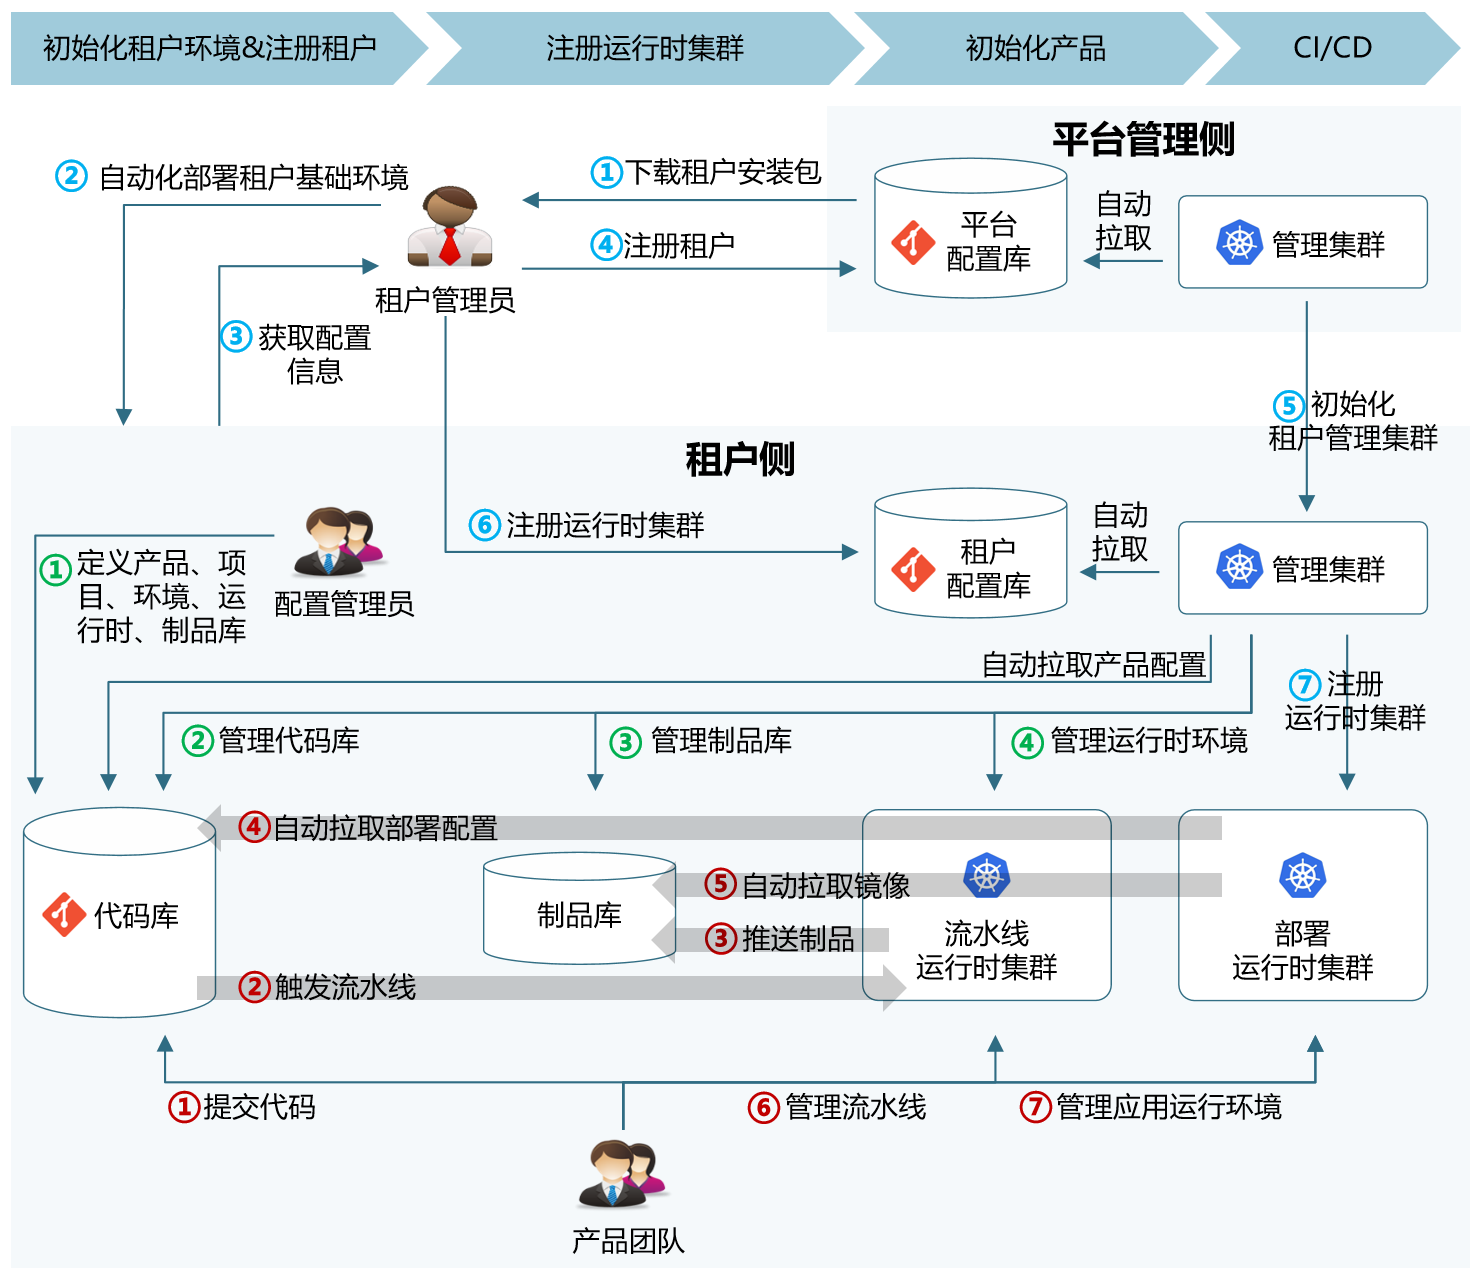 初始化租户环境&注册租户
注册运行时集群
初始化产品
CI/CD
平台管理侧
② 自动化部署租户基础环境
①下载租户安装包
④注册租户
平台
配置库
自动
拉取
管理集群
租户管理员
③ 获取配置
信息
⑤ 初始化
租户管理集群
租户侧
⑥ 注册运行时集群
租户
配置库
自动
拉取
管理集群
① 定义产品、项
目、环境、运
行时、制品库
配置管理员
自动拉取产品配置
⑦ 注册
运行时集群
② 管理代码库
③ 管理制品库
④ 管理运行时环境
④自动拉取部署配置
⑤ 自动拉取镜像
代码库
制品库
③ 推送制品
流水线
运行时集群
部署
运行时集群
② 触发流水线
①提交代码
⑥ 管理流水线
⑦ 管理应用运行环境
产品团队